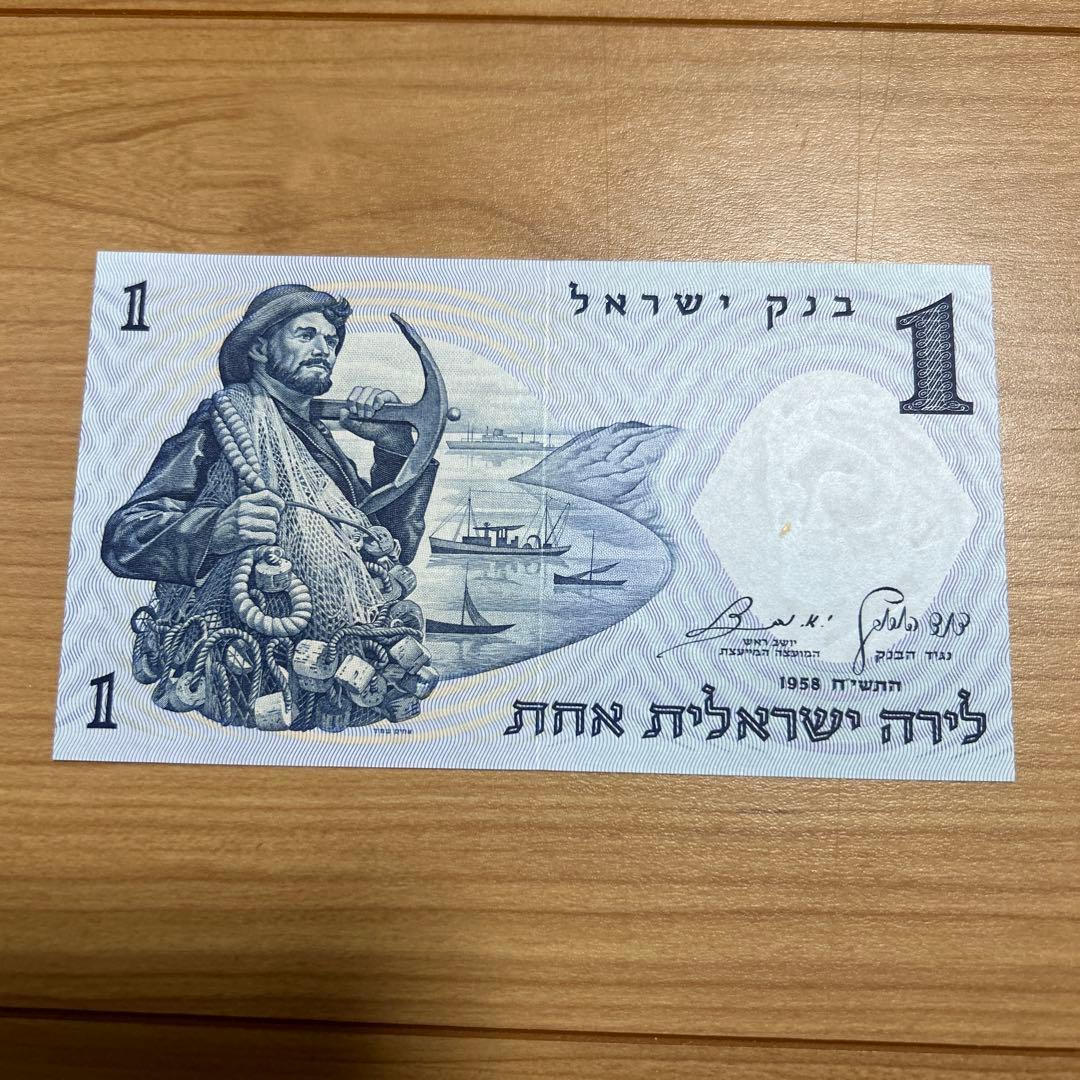 1
בנק ישראל
1
יושב ראש
המועצה המייעצת
נגיד הבנק
התשי״ח 1958
1
לירה ישראלית אחת